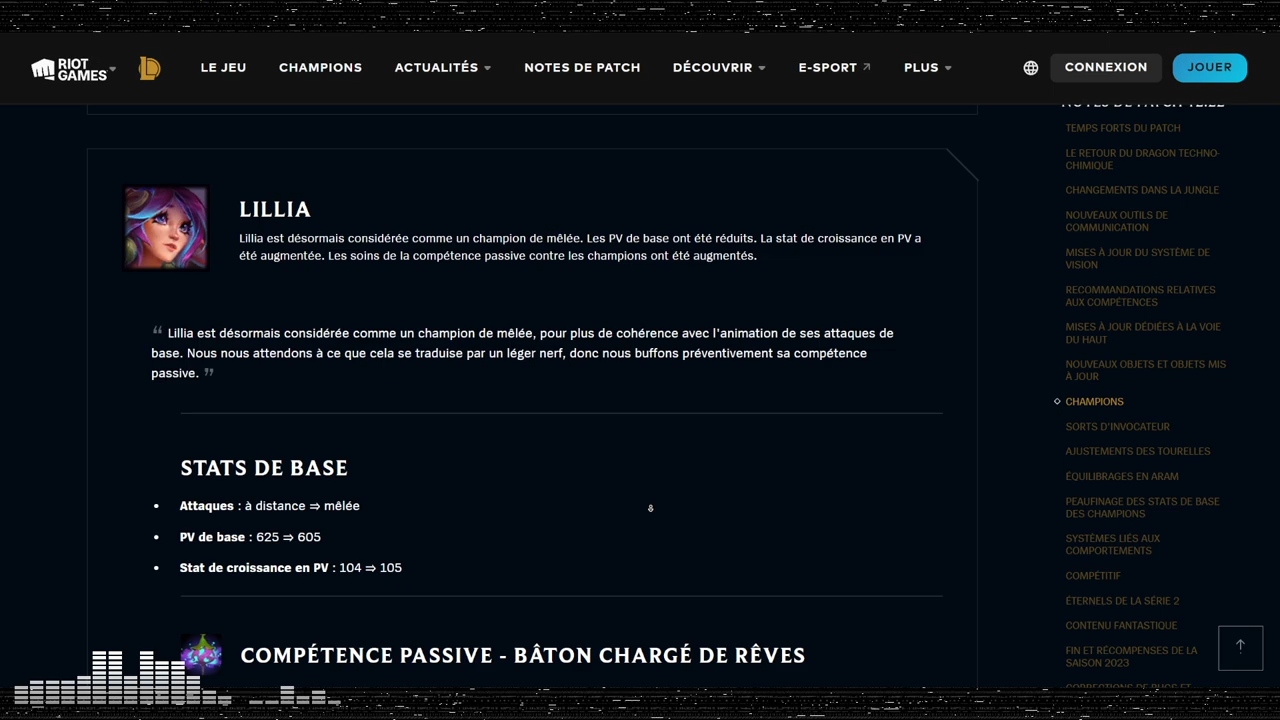 RIOT GAMES
LE JEU
CHAMPIONS
ACTUALITÉS
NOTES DE PATCH
DÉCOUVRIR
E-SPORT
PLUS
CONNEXION
JOUER
LILLIA
Lillia est désormais considérée comme un champion de mêlée. Les PV de base ont été réduits. La stat de croissance en PV a
été augmentée. Les soins de la compétence passive contre les champions ont été augmentés.
“ Lillia est désormais considérée comme un champion de mêlée, pour plus de cohérence avec l'animation de ses attaques de
base. Nous nous attendons à ce que cela se traduise par un léger nerf, donc nous buffons préventivement sa compétence
passive. ”
STATS DE BASE
• Attaques : à distance ⇒ mêlée
• PV de base : 625 ⇒ 605
• Stat de croissance en PV : 104 ⇒ 105
COMPÉTENCE PASSIVE - BÂTON CHARGÉ DE RÊVES
TEMPS FORTS DU PATCH
LE RETOUR DU DRAGON TECHNO-
CHIMIQUE
CHANGEMENTS DANS LA JUNGLE
NOUVEAUX OUTILS DE
COMMUNICATION
MISES À JOUR DU SYSTÈME DE
VISION
RECOMMANDATIONS RELATIVES
AUX COMPÉTENCES
MISES À JOUR DÉDIÉES À LA VOIE
DU HAUT
NOUVEAUX OBJETS ET OBJETS MIS
À JOUR
CHAMPIONS
SORTS D'INVOCATEUR
AJUSTEMENTS DES TOURELLES
ÉQUILIBRAGES EN ARAM
PEAUFINAGE DES STATS DE BASE
DES CHAMPIONS
SYSTÈMES LIÉS AUX
COMPORTEMENTS
COMPÉTITIF
ÉTERNELS DE LA SÉRIE 2
CONTENU FANTASTIQUE
FIN ET RÉCOMPENSES DE LA
SAISON 2023